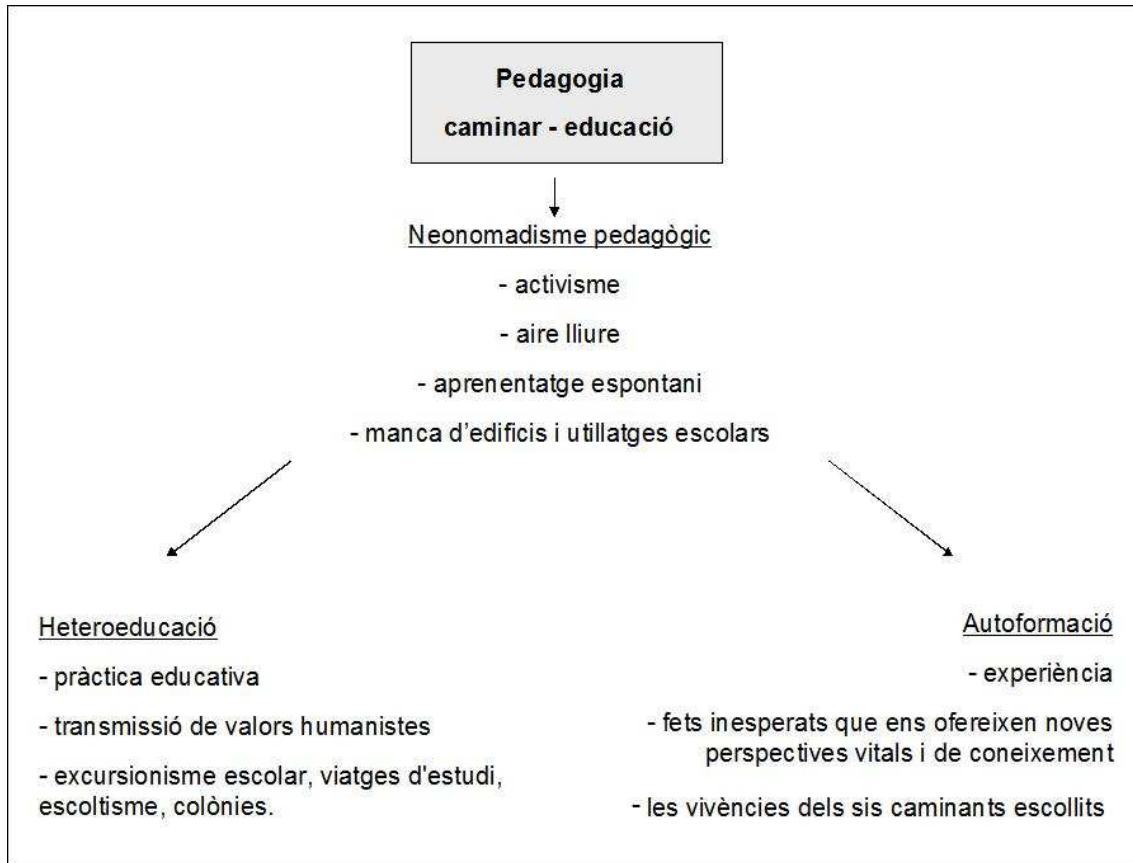 Pedagogia
caminar - educació
Neonomadisme pedagògic
- activisme
- aire lliure
- aprenentatge espontani
- manca d'edificis i utillatges escolars
Heteroeducació
- pràctica educativa
- transmissió de valors humanistes
- excursionisme escolar, viatges d'estudi,
escoltisme, colònies.
Autoformació
- experiència
- fets inesperats que ens ofereixen noves
perspectives vitals i de coneixement
- les vivències dels sis caminants escollits